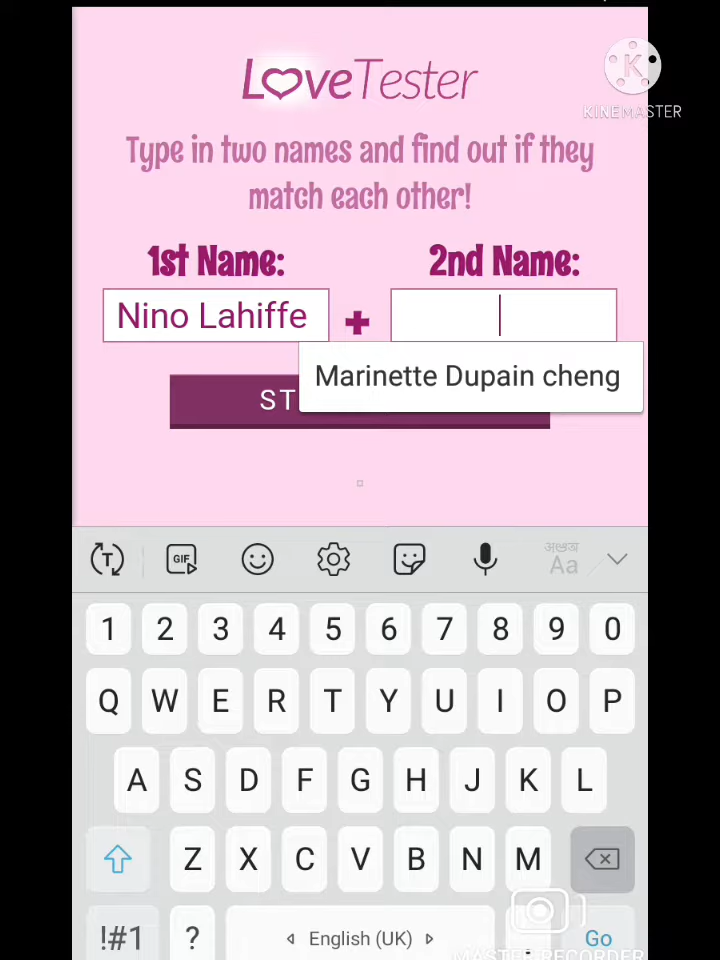 LoveTester
KINEMASTER
Type in two names and find out if they
match each other!
1st Name: 2nd Name:
Nino Lahiffe +
Marinette Dupain cheng
ST
T GIF Aa
1 2 3 4 5 6 7 8 9 0
Q W E R T Y U I O P
A S D F G H J K L
Z X C V B N M
!#1 ? English (UK) . Go
MASTER RECORDER